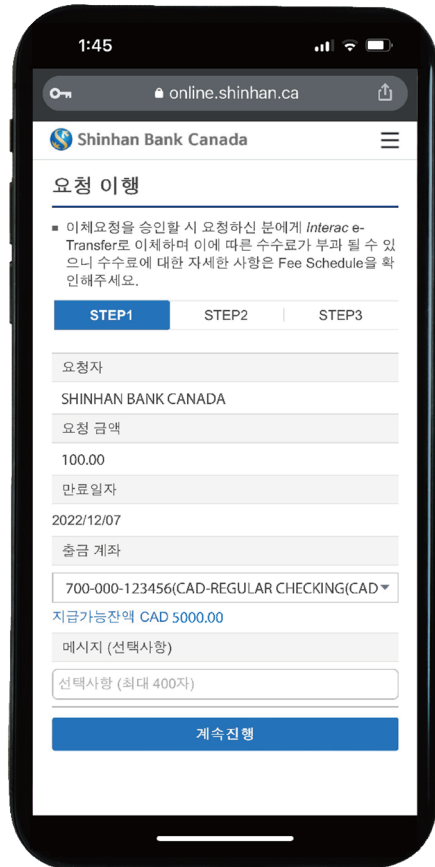 1:45
online.shinhan.ca
Shinhan Bank Canada
요청 이행
이체요청을 승인할 시 요청하신 분에게 Interac e-
Transfer로 이체하며 이에 따른 수수료가 부과 될 수 있
으니 수수료에 대한 자세한 사항은 Fee Schedule을 확
인해주세요.
STEP1 STEP2 STEP3
요청자
SHINHAN BANK CANADA
요청 금액
100.00
만료일자
2022/12/07
출금 계좌
700-000-123456(CAD-REGULAR CHECKING(CAD
지급가능잔액 CAD 5000.00
메시지 (선택사항)
선택사항 (최대 400자)
계속진행